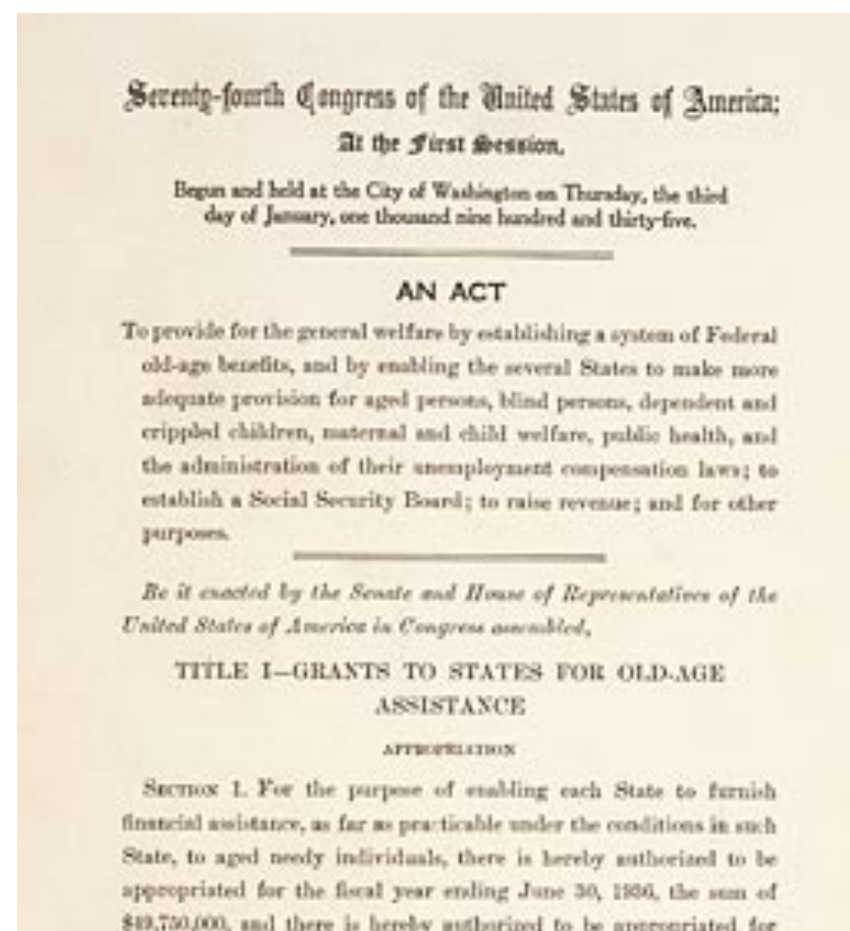 Seventy-fourth Congress of the United States of America;
At the First Session,
Begun and held at the City of Washington on Thursday, the third
day of January, one thousand nine hundred and thirty-five.
AN ACT
To provide for the general welfare by establishing a system of Federal
old-age benefits, and by enabling the several States to make more
adequate provision for aged persons, blind persons, dependent and
crippled children, maternal and child welfare, public health, and
the administration of their unemployment compensation laws; to
establish a Social Security Board; to raise revenue; and for other
purposes.
Be it enacted by the Senate and House of Representatives of the
United States of America in Congress assembled,
TITLE I—GRANTS TO STATES FOR OLD-AGE
ASSISTANCE
APPROPRIATION
SECTION 1. For the purpose of enabling each State to furnish
financial assistance, as far as practicable under the conditions in such
State, to aged needy individuals, there is hereby authorized to be
appropriated for the fiscal year ending June 30, 1936, the sum of
$49,750,000, and there is hereby authorized to be appropriated for